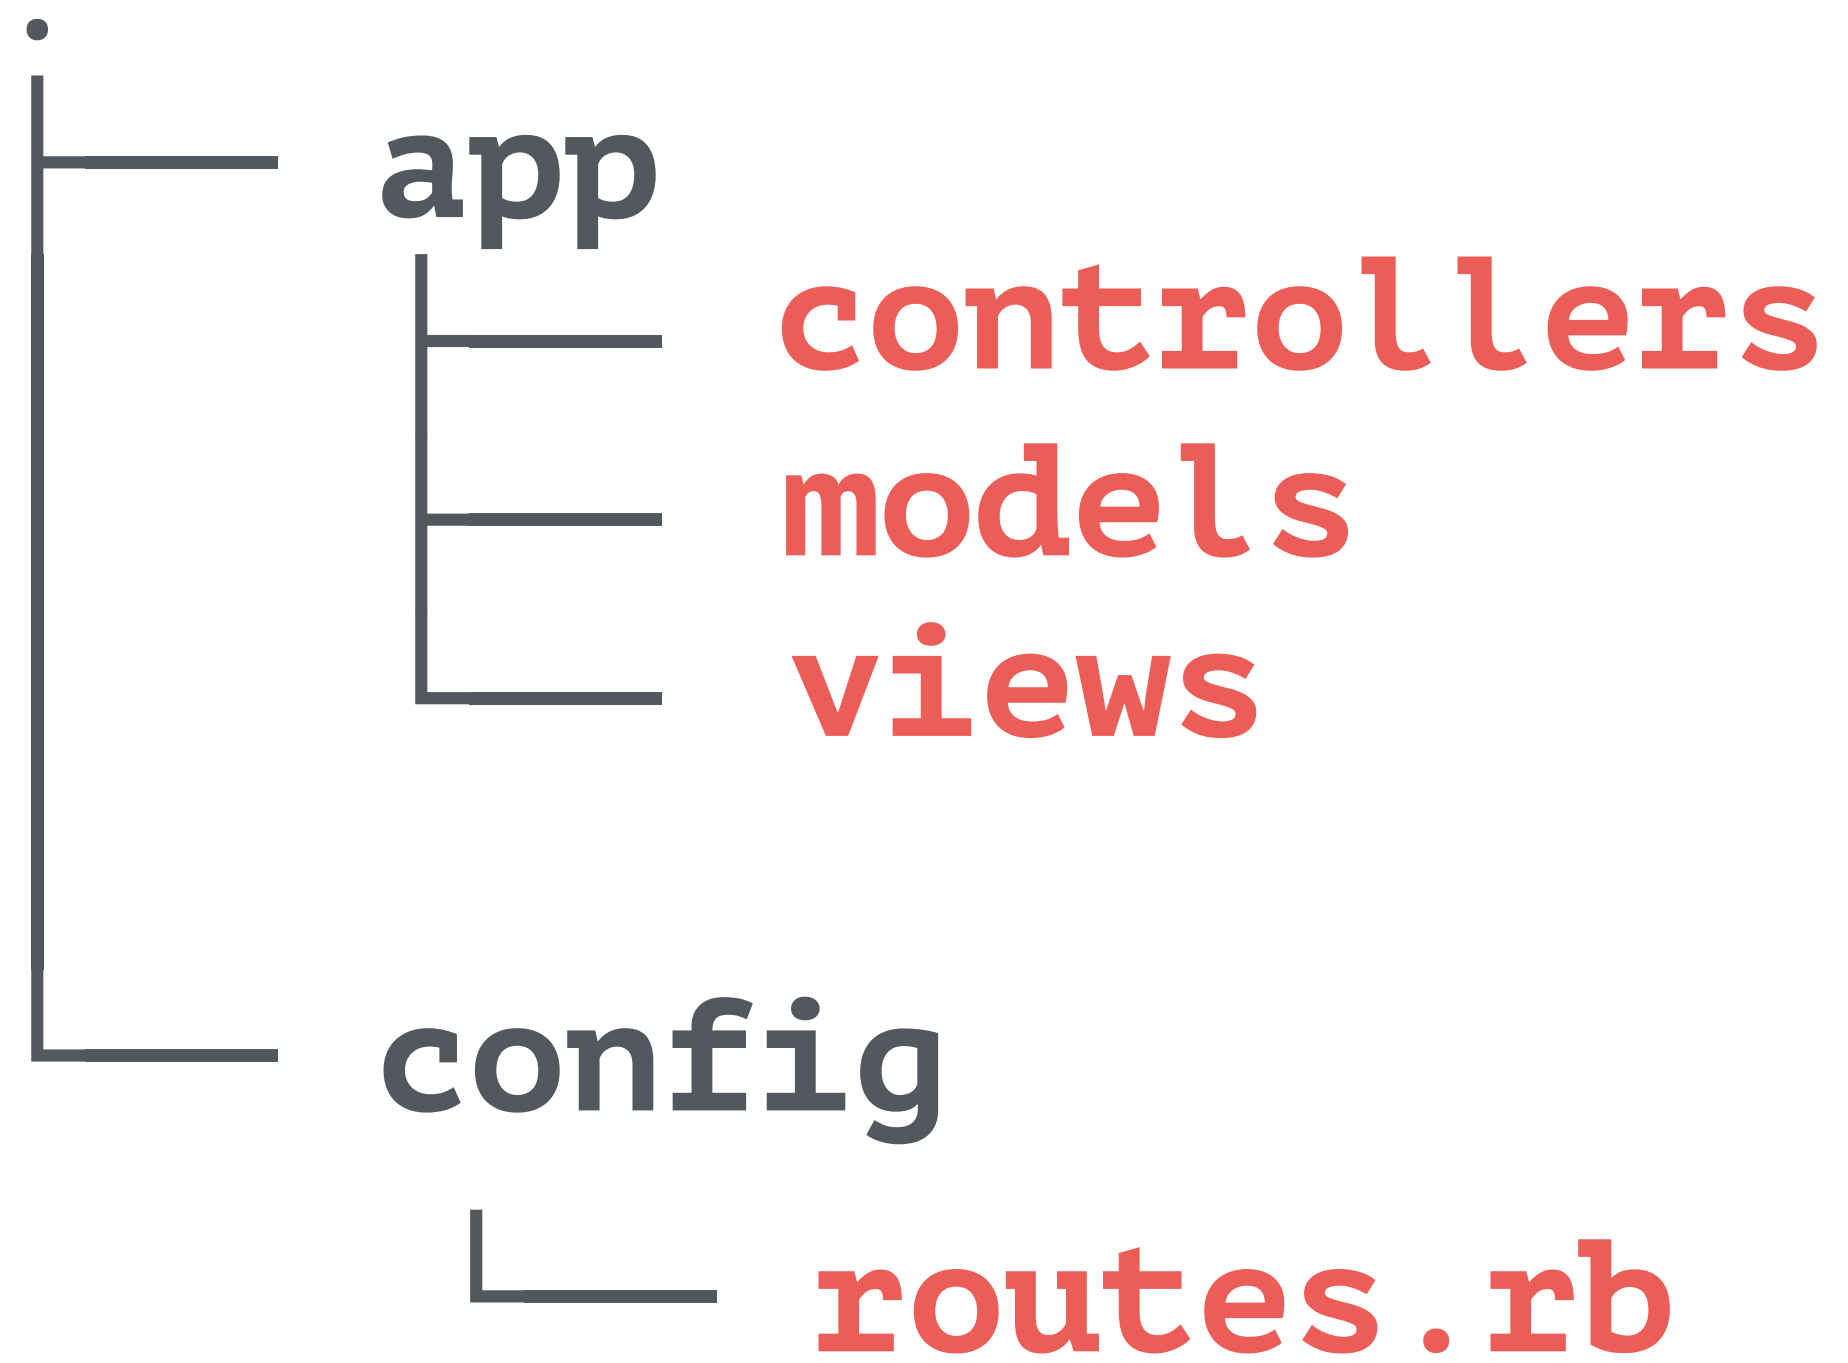 .
app
controllers
models
views
config
routes.rb